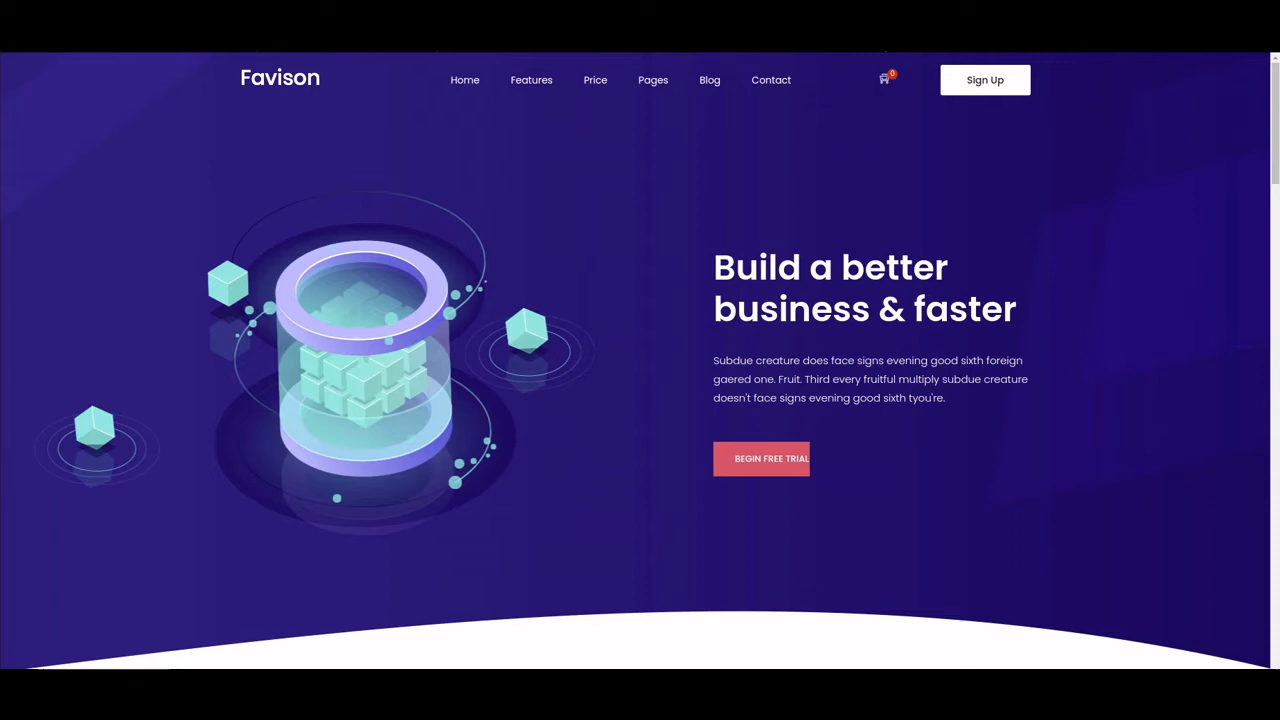 Favison
Home
Features
Price
Pages
Blog
Contact
0
Sign Up
Build a better
business & faster
Subdue creature does face signs evening good sixth foreign
gaered one. Fruit. Third every fruitful multiply subdue creature
doesn't face signs evening good sixth tyou're.
BEGIN FREE TRIAL